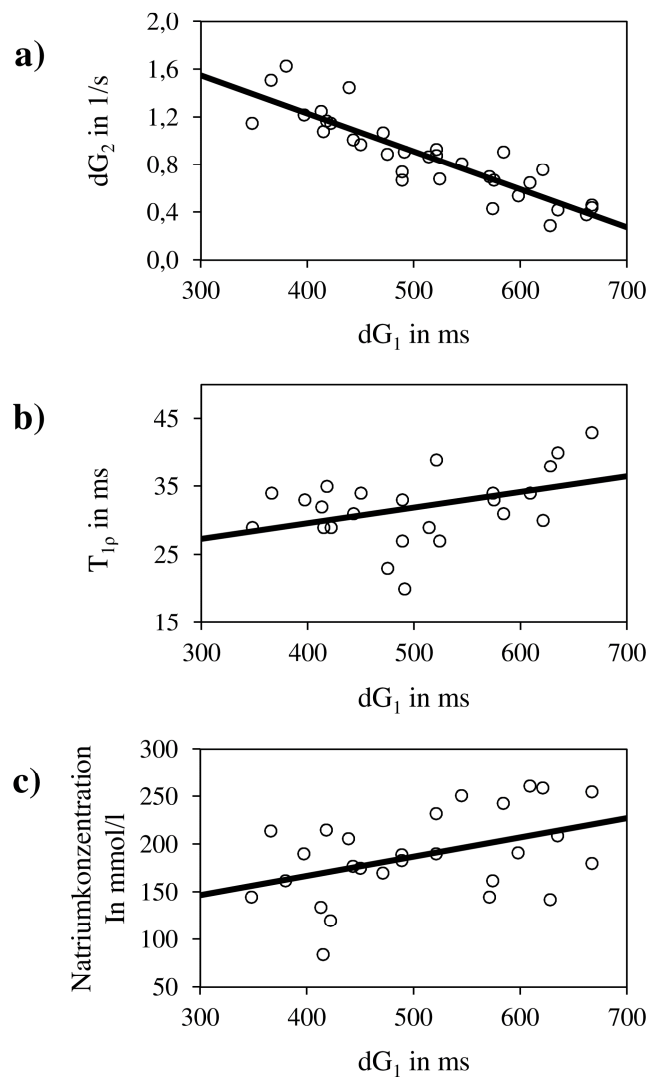 a)
dG₂ in 1/s
2,0
1,6
1,2
0,8
0,4
0,0
300 400 500 600 700
dG₁ in ms
b)
T₁ρ in ms
45
35
25
15
300 400 500 600 700
dG₁ in ms
c)
Natriumkonzentration
In mmol/l
300
250
200
150
100
50
300 400 500 600 700
dG₁ in ms